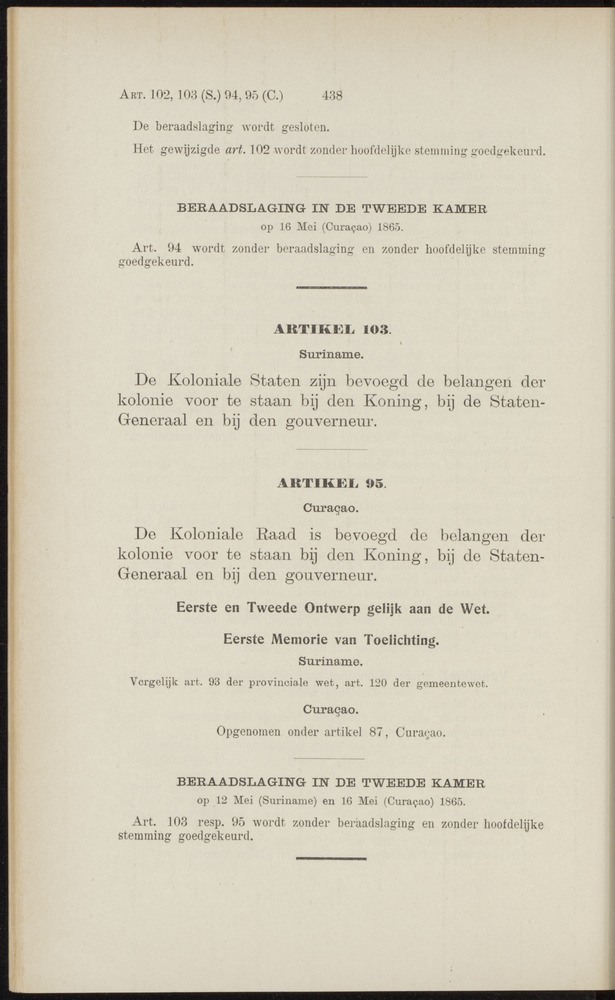 ART. 102, 103 (S.) 94, 95 (C.) 438
De beraadslaging wordt gesloten.
Het gewijzigde art. 102 wordt zonder hoofdelijke stemming goedgekeurd.
BERAADSLAGING IN DE TWEEDE KAMER
op 16 Mei (Curaçao) 1865.
Art. 94 wordt zonder beraadslaging en zonder hoofdelijke stemming
goedgekeurd.
ARTIKEL 103.
Suriname.
De Koloniale Staten zijn bevoegd de belangen der
kolonie voor te staan bij den Koning, bij de Staten-
Generaal en bij den gouverneur.
ARTIKEL 95.
Curaçao.
De Koloniale Raad is bevoegd de belangen der
kolonie voor te staan bij den Koning, bij de Staten-
Generaal en bij den gouverneur.
Eerste en Tweede Ontwerp gelijk aan de Wet.
Eerste Memorie van Toelichting.
Suriname.
Vergelijk art. 93 der provinciale wet, art. 120 der gemeentewet.
Curaçao.
Opgenomen onder artikel 87, Curaçao.
BERAADSLAGING IN DE TWEEDE KAMER
op 12 Mei (Suriname) en 16 Mei (Curaçao) 1865.
Art. 103 resp. 95 wordt zonder beraadslaging en zonder hoofdelijke
stemming goedgekeurd.